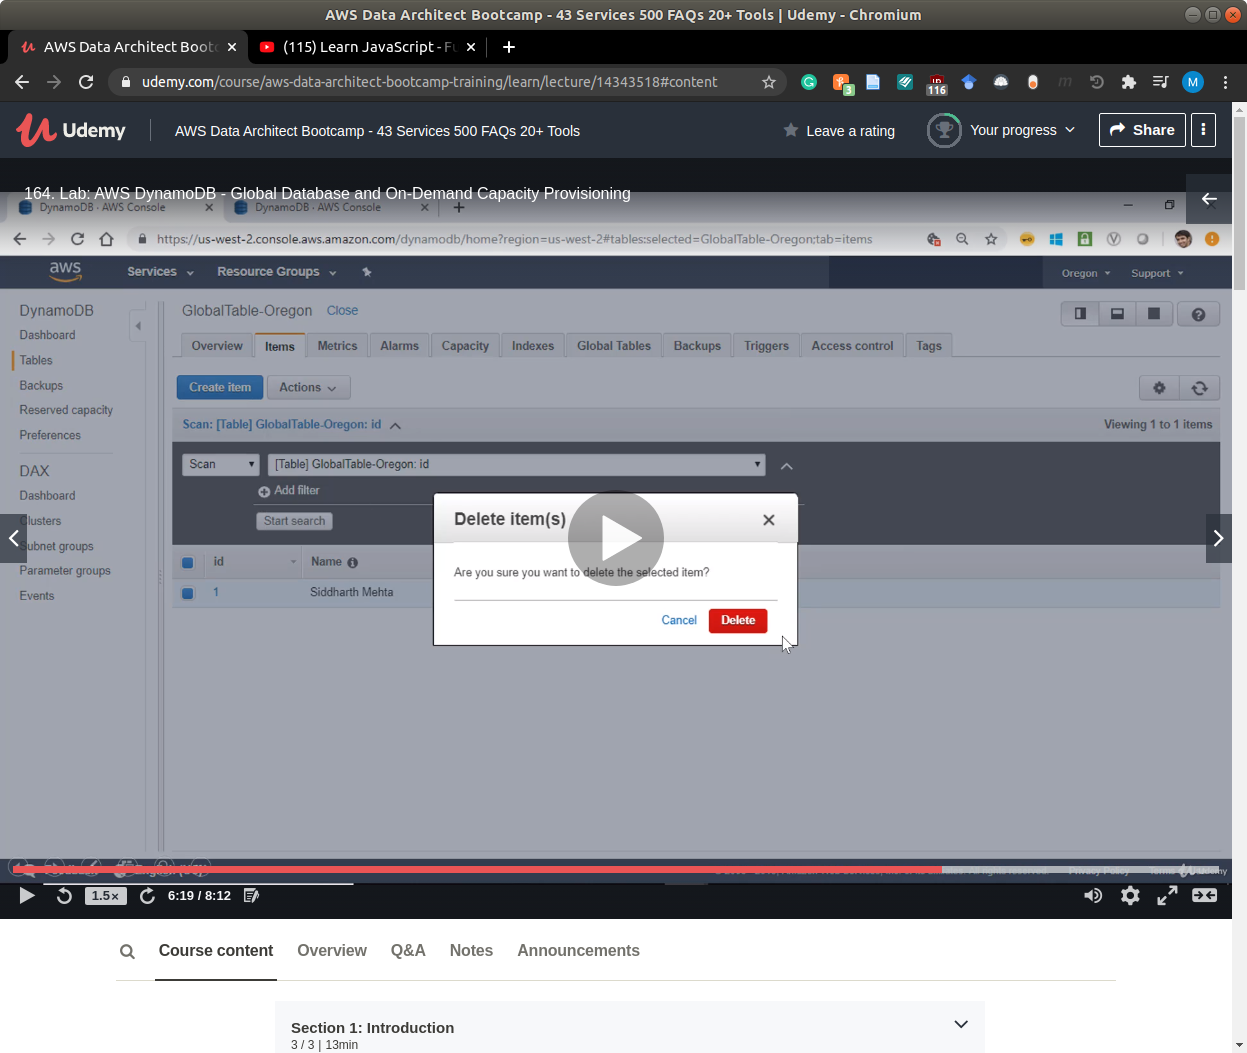 AWS Data Architect Bootcamp - 43 Services 500 FAQs 20+ Tools | Udemy - Chromium
AWS Data Architect Bootc
(115) Learn JavaScript - Fu
udemy.com/course/aws-data-architect-bootcamp-training/learn/lecture/14343518#content
3
116
M
Udemy
AWS Data Architect Bootcamp - 43 Services 500 FAQs 20+ Tools
Leave a rating
Your progress
Share
164. Lab: AWS DynamoDB - Global Database and On-Demand Capacity Provisioning
DynamoDB · AWS Console
DynamoDB · AWS Console
https://us-west-2.console.aws.amazon.com/dynamodb/home?region=us-west-2#tables:selected=GlobalTable-Oregon;tab=items
aws
Services
Resource Groups
Oregon
Support
DynamoDB
Dashboard
Tables
Backups
Reserved capacity
Preferences
DAX
Dashboard
Clusters
Subnet groups
Parameter groups
Events
GlobalTable-Oregon
Close
Overview
Items
Metrics
Alarms
Capacity
Indexes
Global Tables
Backups
Triggers
Access control
Tags
Create item
Actions
Scan: [Table] GlobalTable-Oregon: id
Viewing 1 to 1 items
Scan
[Table] GlobalTable-Oregon: id
Add filter
Start search
id
Name
1
Siddharth Mehta
Delete item(s)
Are you sure you want to delete the selected item?
Cancel
Delete
Privacy Policy
Udemy
1.5×
6:19 / 8:12
Course content
Overview
Q&A
Notes
Announcements
Section 1: Introduction
3 / 3 | 13min